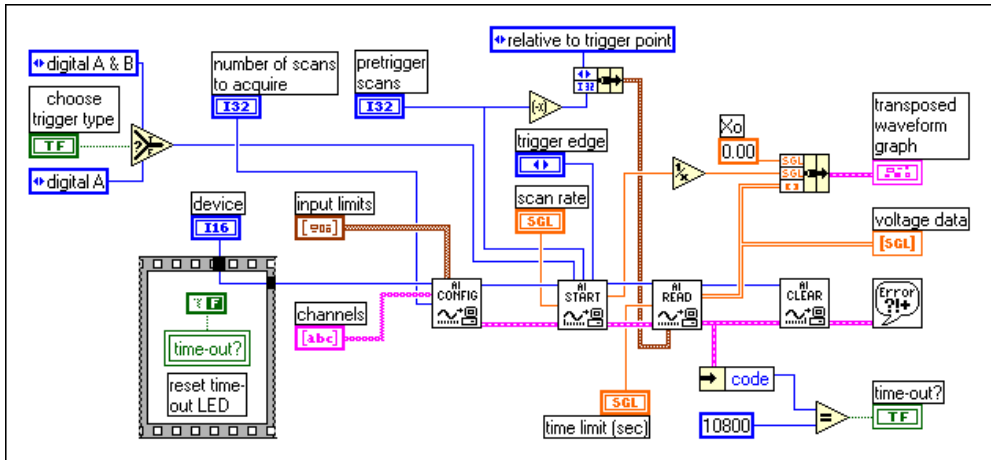 relative to trigger point
digital A & B
number of scans
to acquire
pretrigger
scans
I32
I32
I32
choose
trigger type
TF
?
T
F
digital A
(-x)
trigger edge
Xo
0.00
SGL
SGL
transposed
waveform
graph
1/x
device
I16
input limits
scan rate
SGL
voltage data
[SGL]
AI
CONFIG
AI
START
AI
READ
AI
CLEAR
Error
?!+
F
time-out?
reset time-
out LED
channels
[abc]
code
SGL
time limit (sec)
10800
=
time-out?
TF